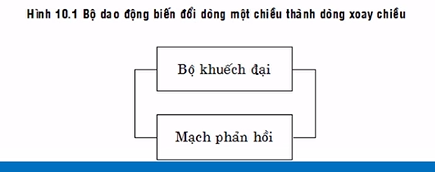 Hình 10.1 Bộ dao động biến đổi dòng một chiều thành dòng xoay chiều
Bộ khuếch đại
Mạch phản hồi